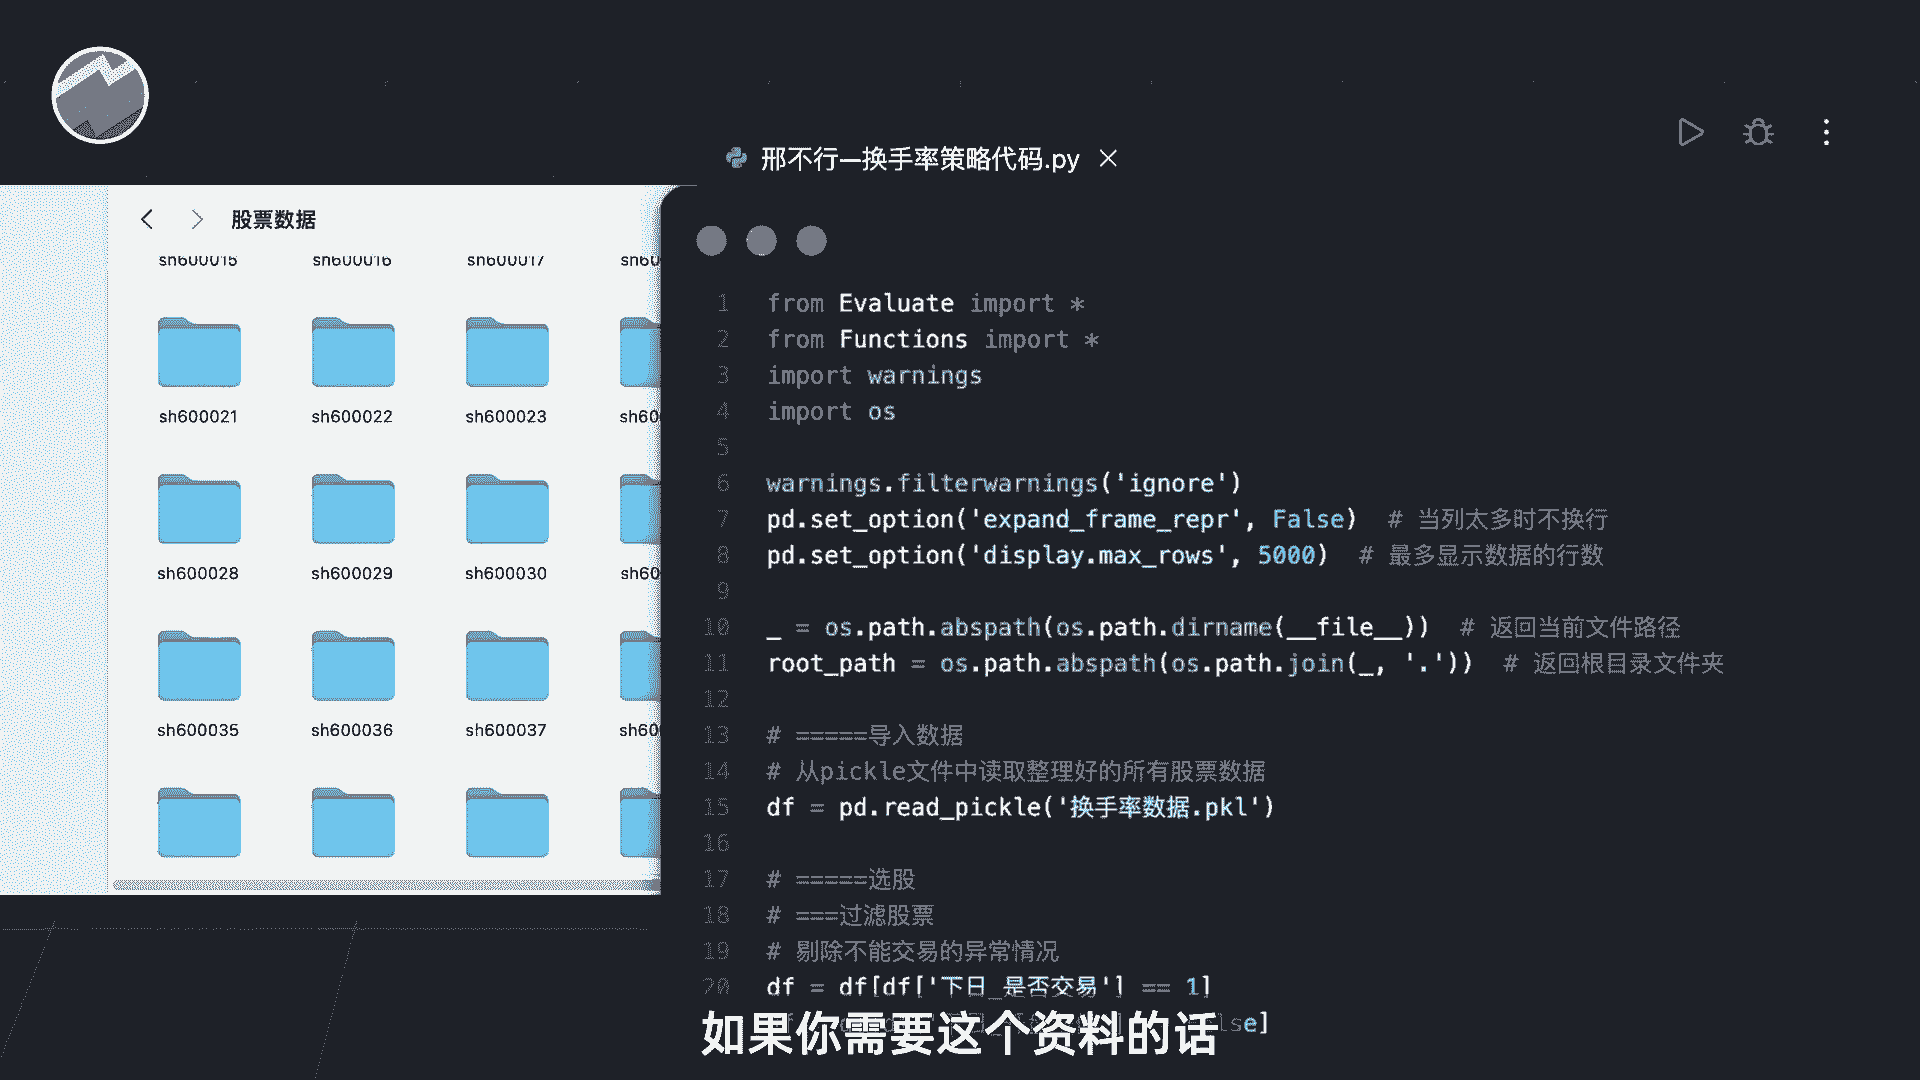 邢不行—换手率策略代码.py
股票数据
sh600015 sh600016 sh600017
sh600021 sh600022 sh600023
sh600028 sh600029 sh600030
sh600035 sh600036 sh600037
1 from Evaluate import *
2 from Functions import *
3 import warnings
4 import os
5
6 warnings.filterwarnings('ignore')
7 pd.set_option('expand_frame_repr', False) # 当列太多时不换行
8 pd.set_option('display.max_rows', 5000) # 最多显示数据的行数
9
10 _ = os.path.abspath(os.path.dirname(__file__)) # 返回当前文件路径
11 root_path = os.path.abspath(os.path.join(_, '.')) # 返回根目录文件夹
12
13 # =====导入数据
14 # 从pickle文件中读取整理好的所有股票数据
15 df = pd.read_pickle('换手率数据.pkl')
16
17 # =====选股
18 # ===过滤股票
19 # 剔除不能交易的异常情况
20 df = df[df['下日_是否交易'] == 1]
如果你需要这个资料的话